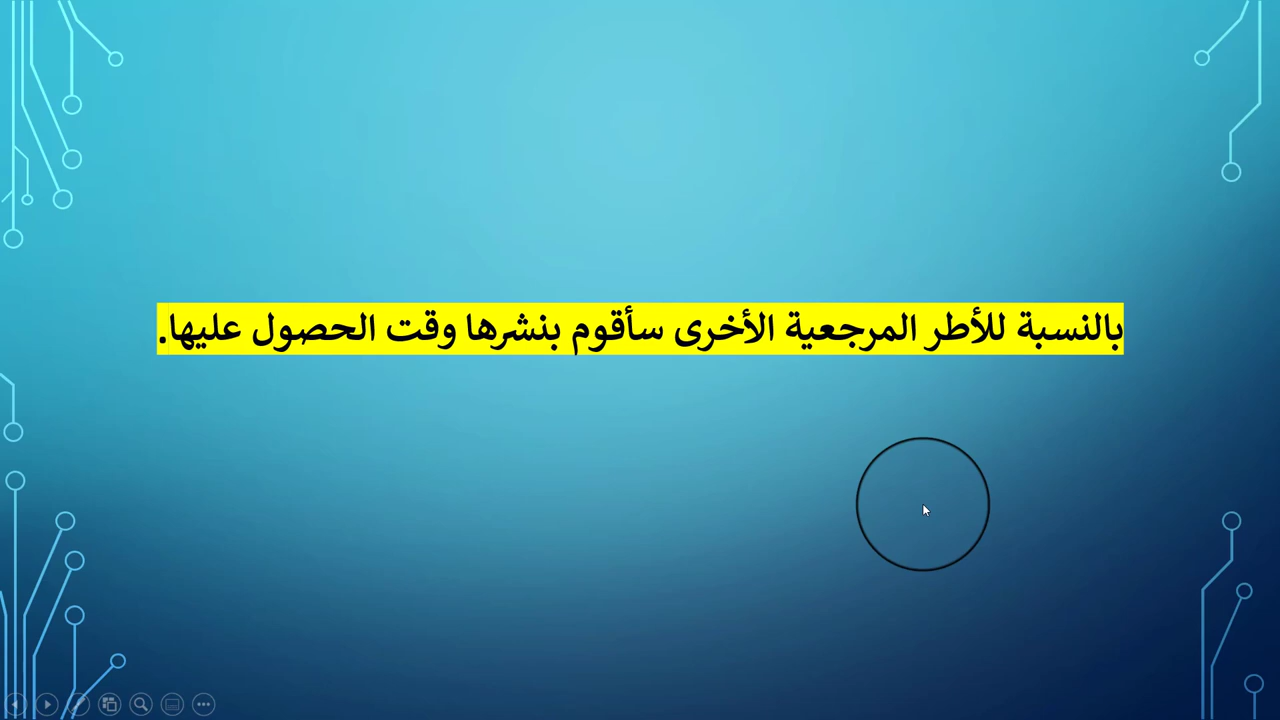 بالنسبة للأطر المرجعية الأخرى سأقوم بنشرها وقت الحصول عليها.